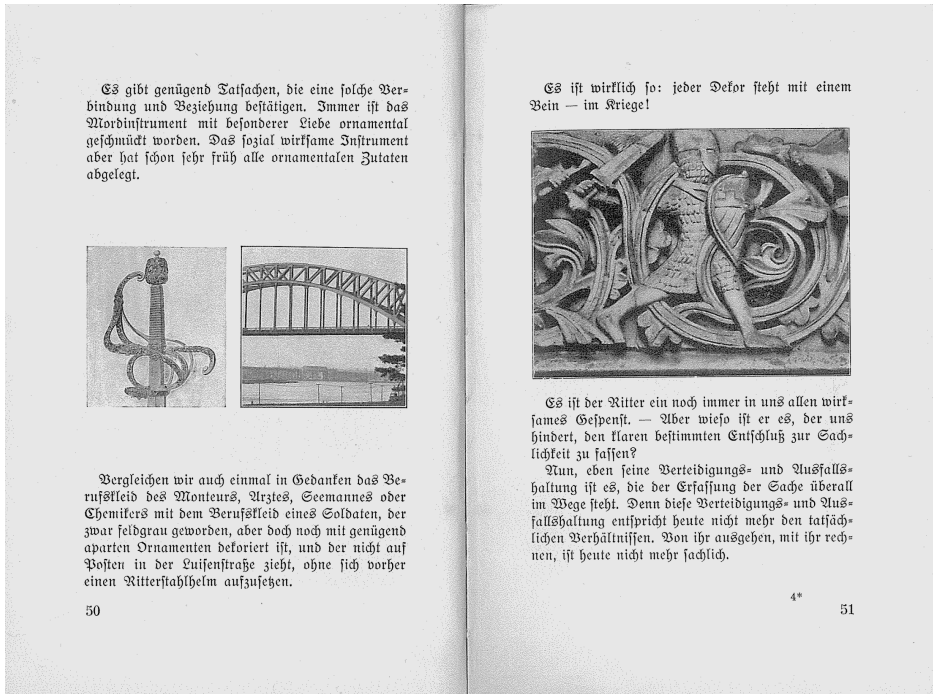 Es gibt genügend Tatsachen, die eine solche Ver-
bindung und Beziehung bestätigen. Immer ist das
Mordinstrument mit besonderer Liebe ornamental
geschmückt worden. Das sozial wirksame Instrument
aber hat schon sehr früh alle ornamentalen Zutaten
abgelegt.
Vergleichen wir auch einmal in Gedanken das Be-
rufskleid des Monteurs, Arztes, Seemannes oder
Chemikers mit dem Berufskleid eines Soldaten, der
zwar feldgrau geworden, aber doch noch mit genügend
aparten Ornamenten dekoriert ist, und der nicht auf
Posten in der Luisenstraße zieht, ohne sich vorher
einen Ritterstahlhelm aufzusetzen.
50
Es ist wirklich so: jeder Dekor steht mit einem
Bein — im Kriege!
Es ist der Ritter ein noch immer in uns allen wirk-
sames Gespenst. — Aber wieso ist er es, der uns
hindert, den klaren bestimmten Entschluß zur Sach-
lichkeit zu fassen?
Nun, eben seine Verteidigungs- und Ausfalls-
haltung ist es, die der Erfassung der Sache überall
im Wege steht. Denn diese Verteidigungs- und Aus-
fallshaltung entspricht heute nicht mehr den tatsäch-
lichen Verhältnissen. Von ihr ausgehen, mit ihr rech-
nen, ist heute nicht mehr sachlich.
4*
51